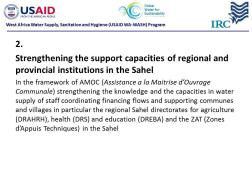 USAID
FROM THE AMERICAN PEOPLE
Global
Water for
Sustainability
West Africa Water Supply, Sanitation and Hygiene (USAID WA-WASH) Program
IRC
2.
Strengthening the support capacities of regional and
provincial institutions in the Sahel
In the framework of AMOC (Assistance a la Maitrise d'Ouvrage
Communale) strengthening the knowledge and the capacities in water
supply of staff coordinating financing flows and supporting communes
and villages in particular the regional Sahel directorates for agriculture
(DRAHRH), health (DRS) and education (DREBA) and the ZAT (Zones
d'Appuis Techniques) in the Sahel